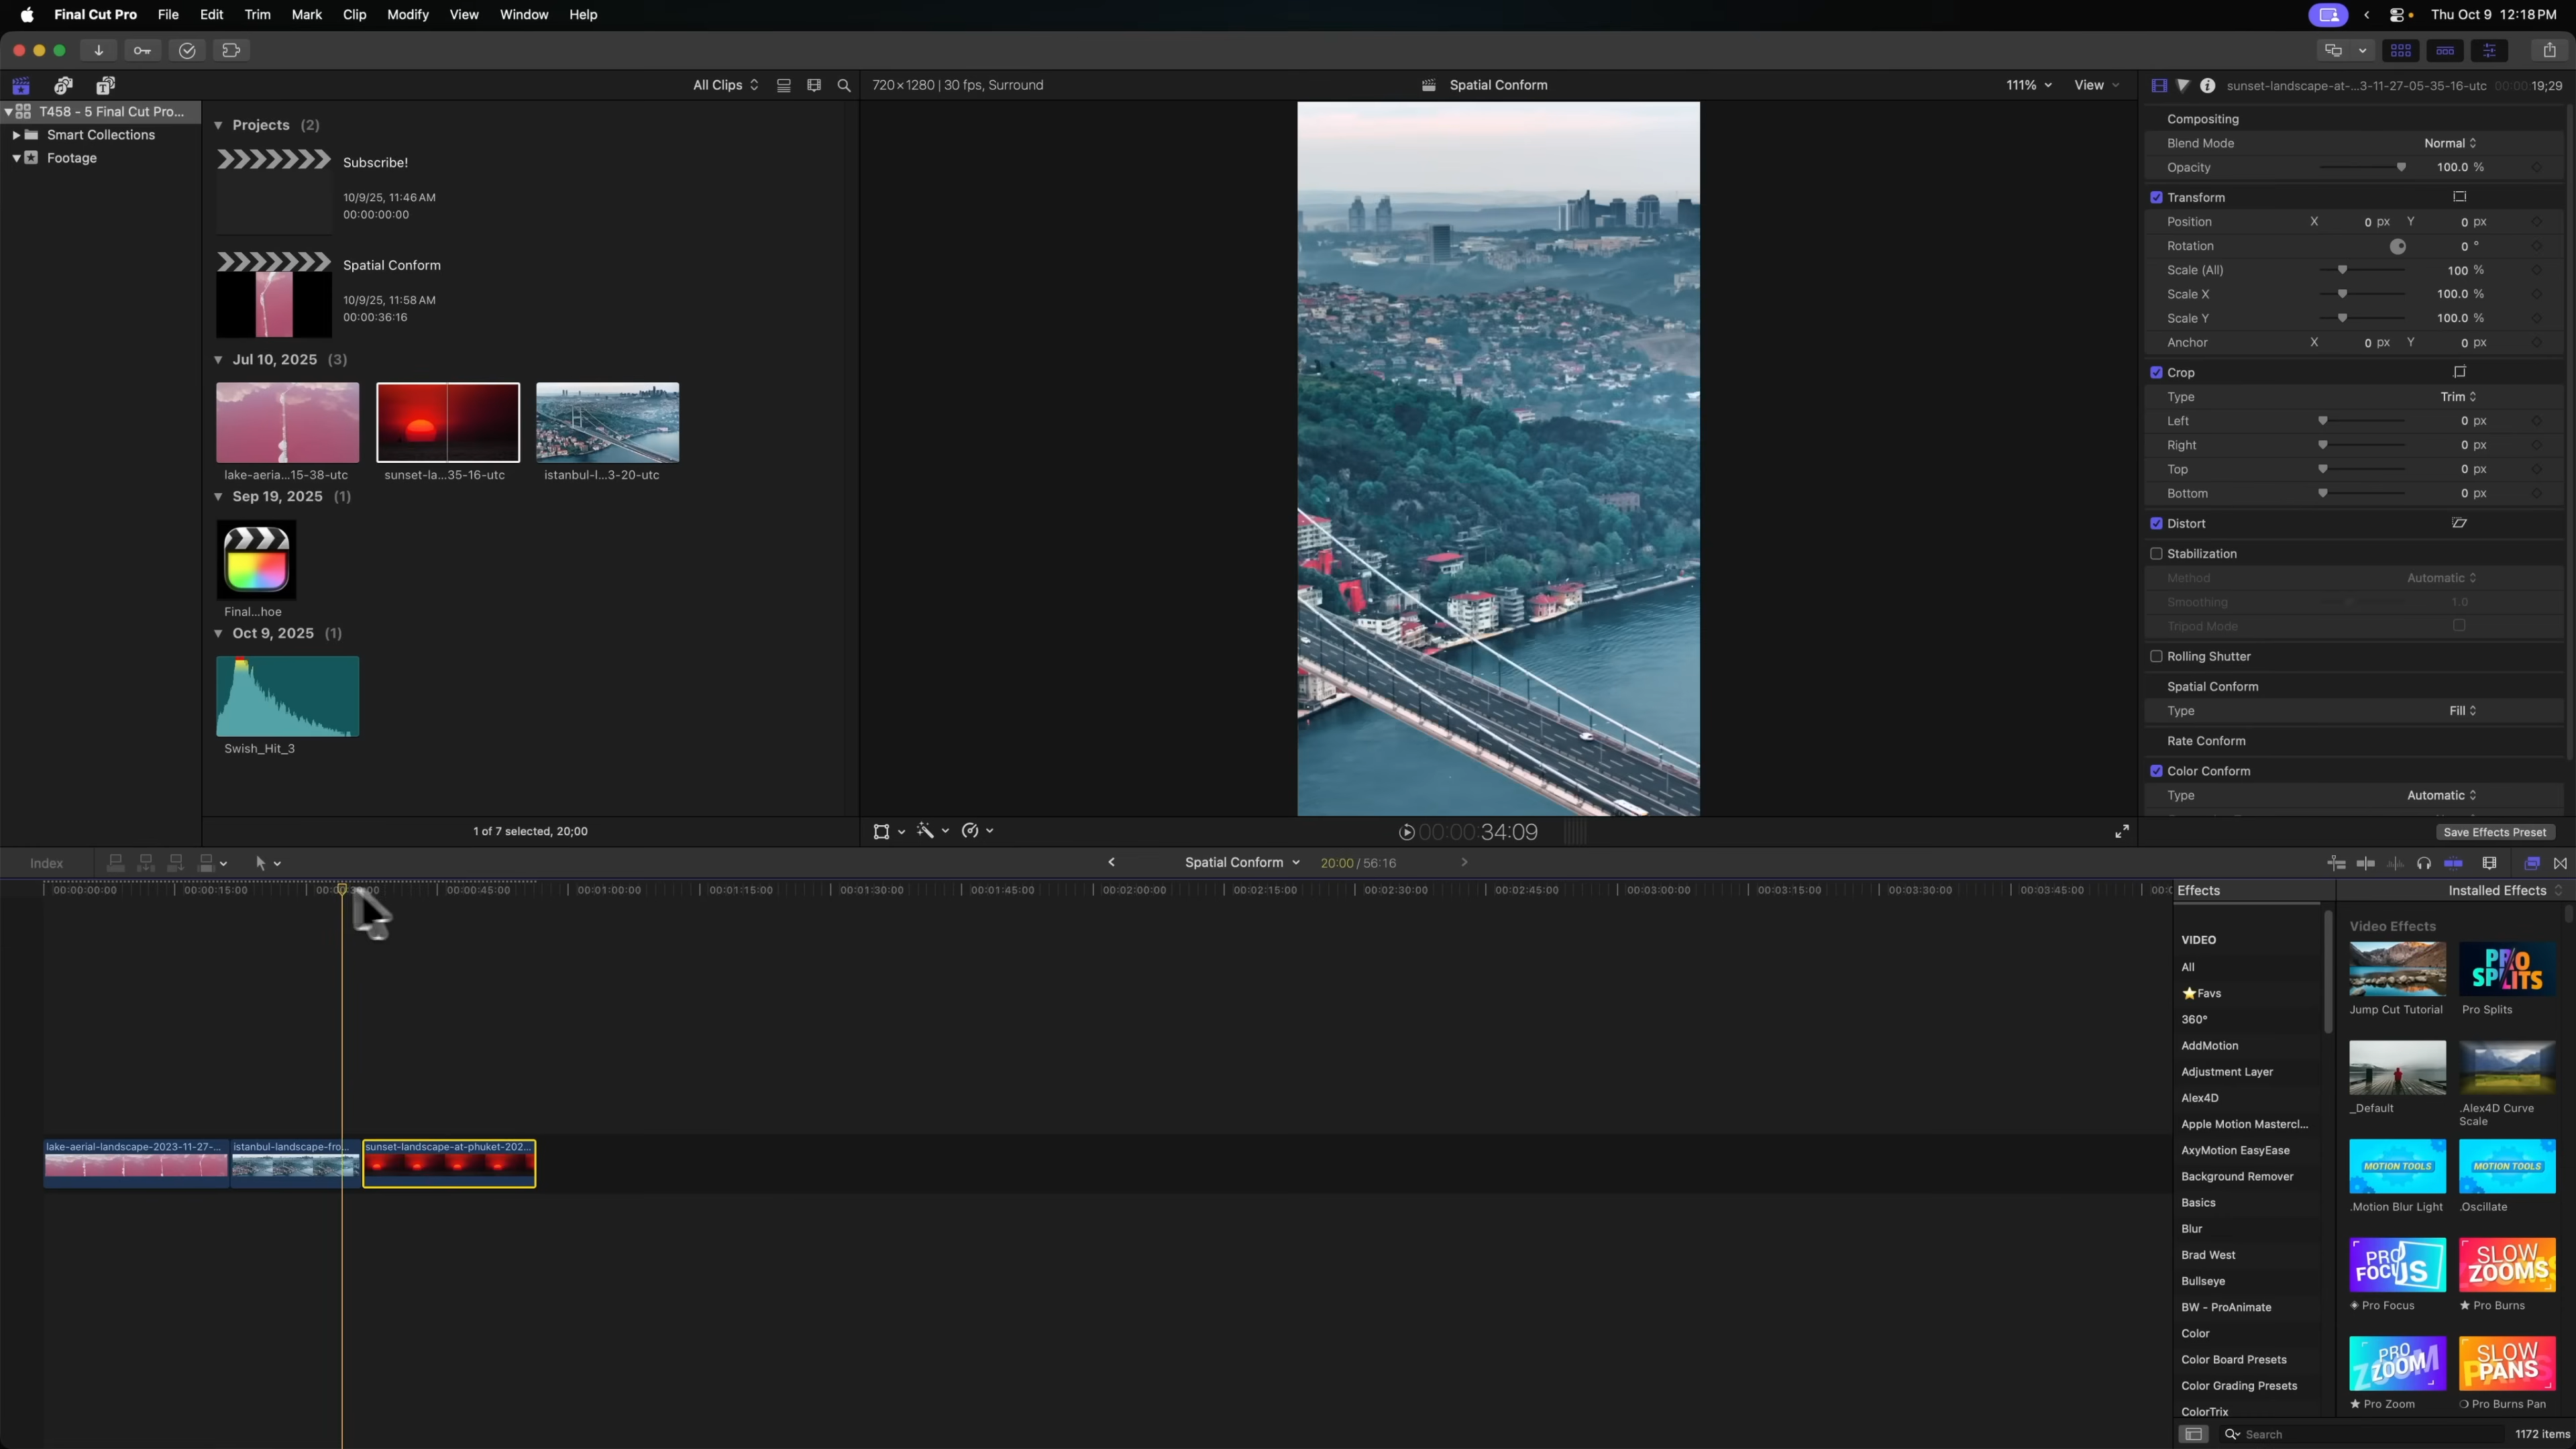 Final Cut Pro File Edit Trim Mark Clip Modify View Window Help
Thu Oct 9 12:18 PM
All Clips
720 × 1280 | 30 fps, Surround
Spatial Conform
111%
View
sunset-landscape-at-...3-11-27-05-35-16-utc
00:00:19;29
T458 - 5 Final Cut Pro...
Smart Collections
Footage
Projects (2)
Subscribe!
10/9/25, 11:46 AM
00:00:00:00
Spatial Conform
10/9/25, 11:58 AM
00:00:36:16
Jul 10, 2025 (3)
lake-aeria...15-38-utc
sunset-la...35-16-utc
istanbul-l...3-20-utc
Sep 19, 2025 (1)
Final...hoe
Oct 9, 2025 (1)
Swish_Hit_3
1 of 7 selected, 20;00
00:00:34:09
Compositing
Blend Mode Normal
Opacity 100.0 %
Transform
Position X 0 px Y 0 px
Rotation 0 °
Scale (All) 100 %
Scale X 100.0 %
Scale Y 100.0 %
Anchor X 0 px Y 0 px
Crop
Type Trim
Left 0 px
Right 0 px
Top 0 px
Bottom 0 px
Distort
Stabilization
Method Automatic
Smoothing 1.0
Tripod Mode
Rolling Shutter
Spatial Conform
Type Fill
Rate Conform
Color Conform
Type Automatic
Save Effects Preset
Index
Spatial Conform
20:00 / 56:16
00:00:00:00 00:00:15:00 00:00:45:00 00:01:00:00 00:01:15:00 00:01:30:00 00:01:45:00 00:02:00:00 00:02:15:00 00:02:30:00 00:02:45:00 00:03:00:00 00:03:15:00 00:03:30:00 00:03:45:00
lake-aerial-landscape-2023-11-27-...
istanbul-landscape-fro...
sunset-landscape-at-phuket-202...
Effects
Installed Effects
VIDEO
All
Favs
360°
AddMotion
Adjustment Layer
Alex4D
Apple Motion Mastercl...
AxyMotion EasyEase
Background Remover
Basics
Blur
Brad West
Bullseye
BW - ProAnimate
Color
Color Board Presets
Color Grading Presets
ColorTrix
Video Effects
PRO SPLITS
Jump Cut Tutorial
Pro Splits
_Default
.Alex4D Curve
Scale
MOTION TOOLS
MOTION TOOLS
.Motion Blur Light
.Oscillate
PRO FOCUS
SLOW ZOOMS
Pro Focus
★ Pro Burns
PRO ZOOM
SLOW PANS
★ Pro Zoom
Pro Burns Pan
Search
1172 items